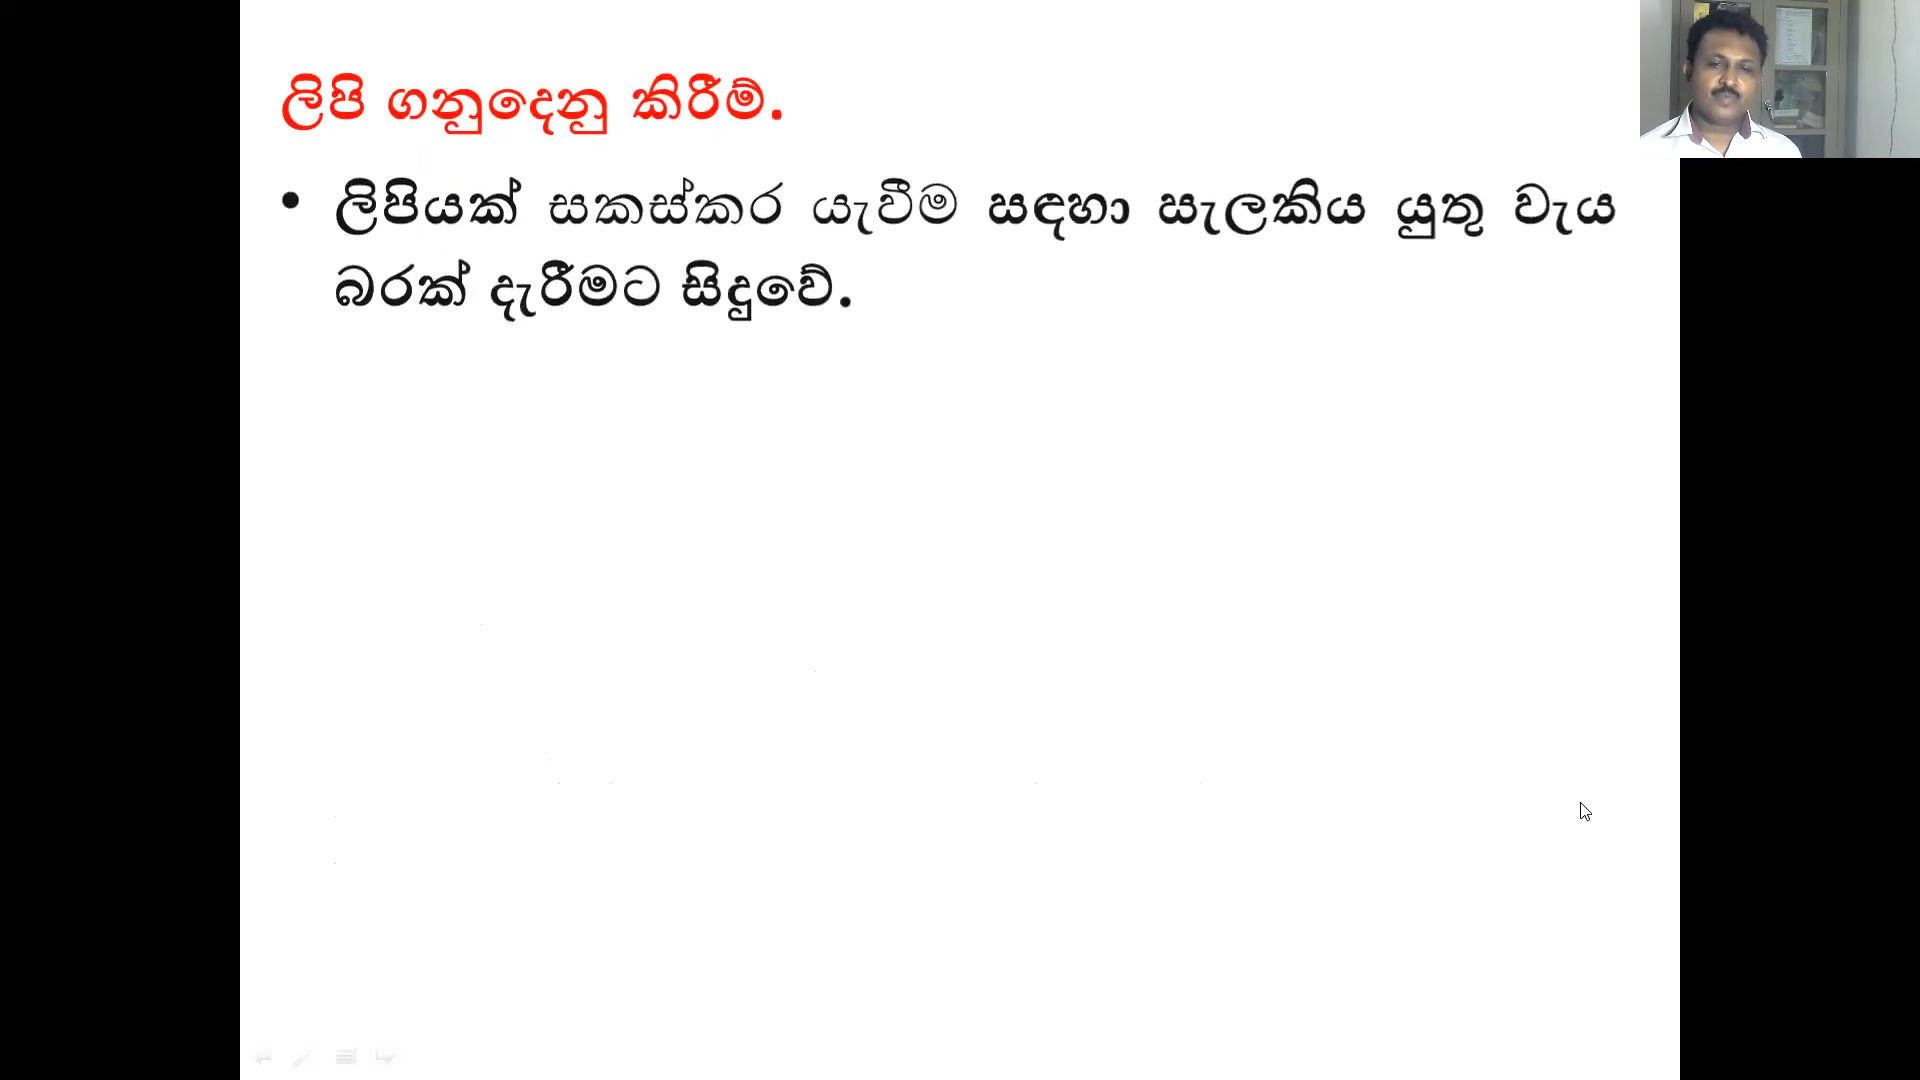 ලිපි ගනුදෙනු කිරීම්.
• ලිපියක් සකස්කර යැවීම සඳහා සැලකිය යුතු වැය
බරක් දැරීමට සිදුවේ.